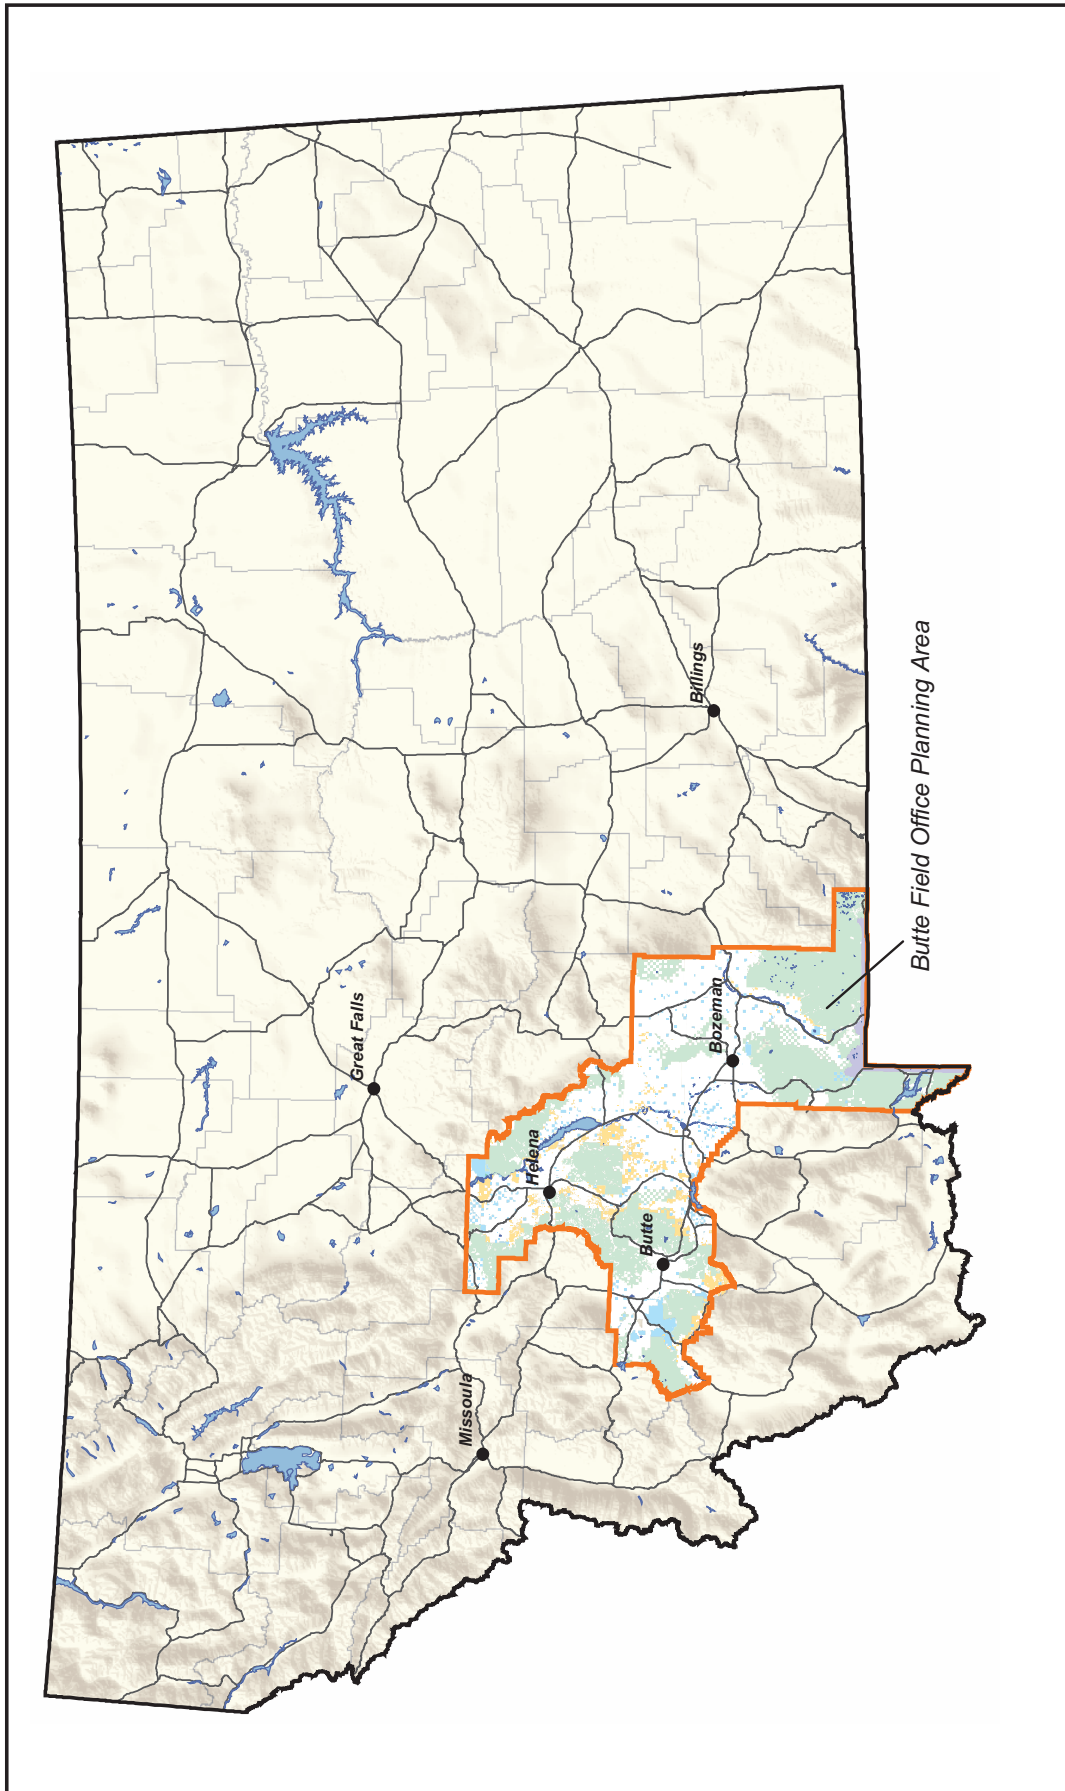 Great Falls
Missoula
Helena
Butte
Bozeman
Billings
Butte Field Office Planning Area